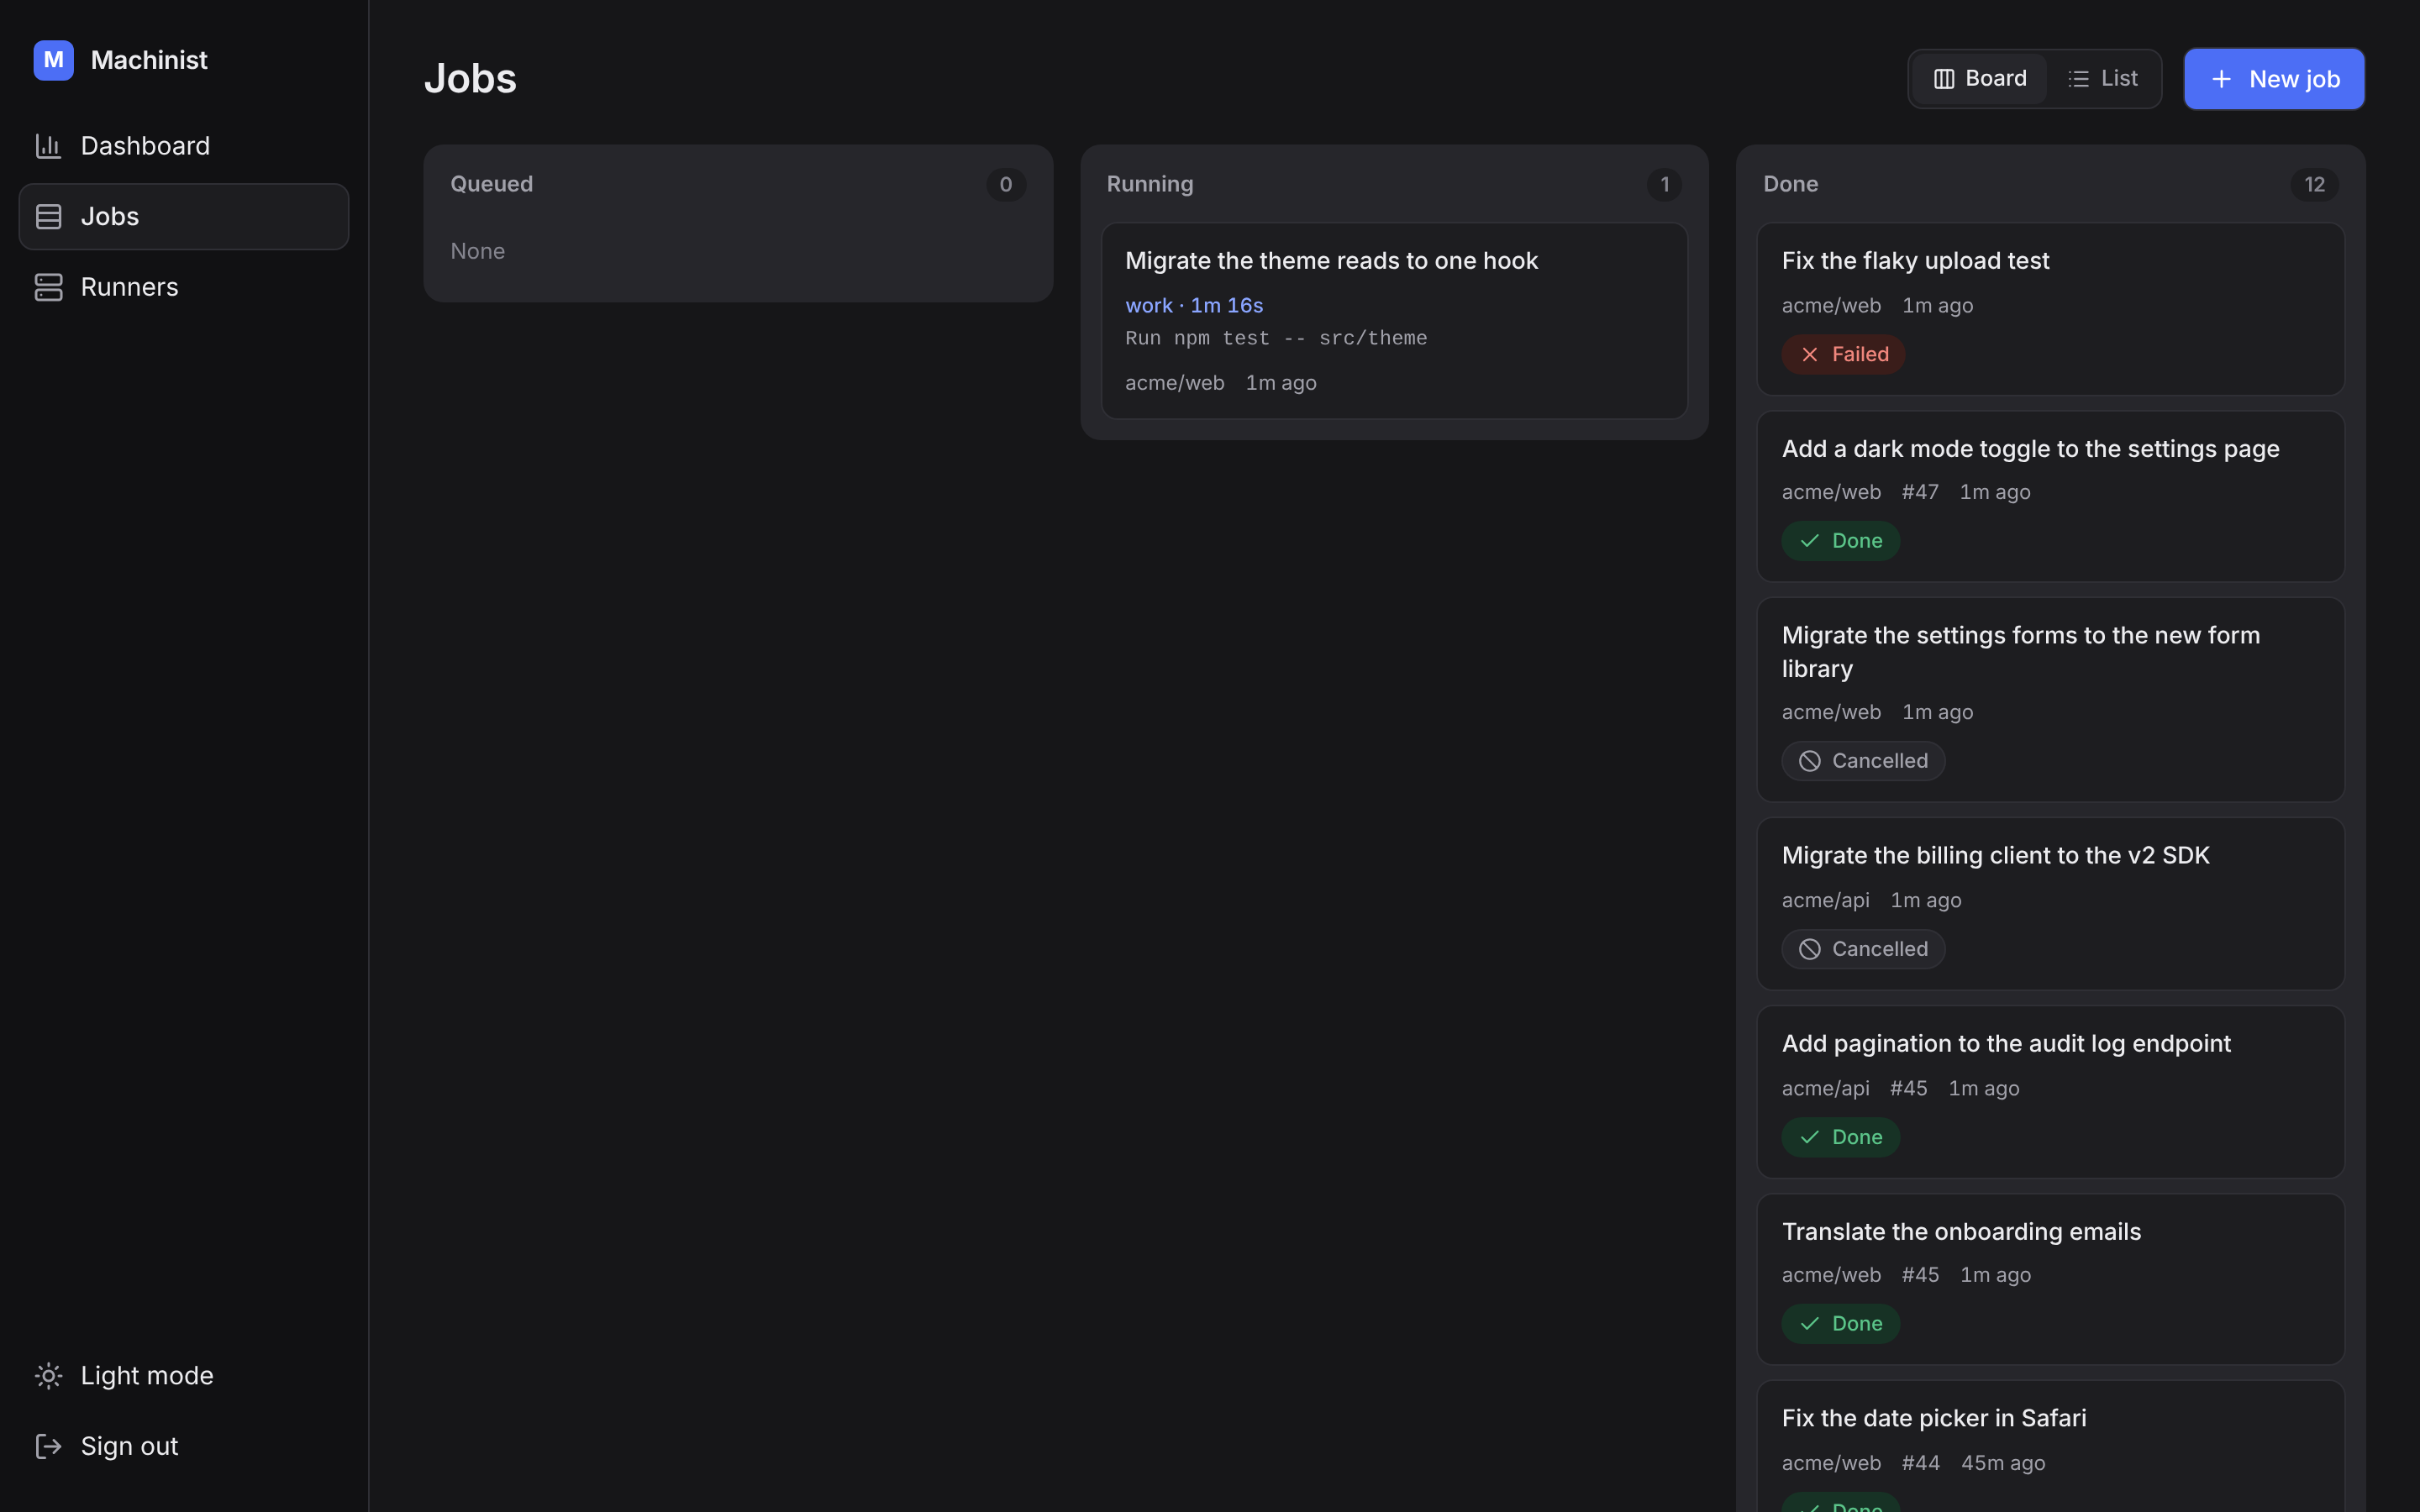 M Machinist
Dashboard
Jobs
Runners
Light mode
Sign out
Jobs
Board
List
New job
Queued 0
None
Running 1
Migrate the theme reads to one hook
work · 1m 16s
Run npm test -- src/theme
acme/web 1m ago
Done 12
Fix the flaky upload test
acme/web 1m ago
Failed
Add a dark mode toggle to the settings page
acme/web #47 1m ago
Done
Migrate the settings forms to the new form
library
acme/web 1m ago
Cancelled
Migrate the billing client to the v2 SDK
acme/api 1m ago
Cancelled
Add pagination to the audit log endpoint
acme/api #45 1m ago
Done
Translate the onboarding emails
acme/web #45 1m ago
Done
Fix the date picker in Safari
acme/web #44 45m ago
Done